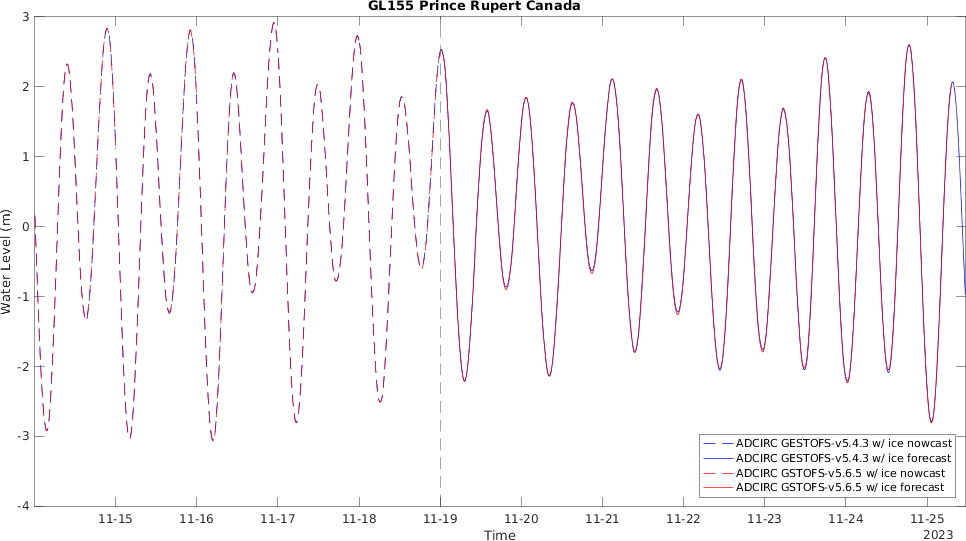 GL155 Prince Rupert Canada
3
2
1
0
-1
-2
-3
-4
Water Level (m)
ADCIRC GESTOFS-v5.4.3 w/ ice nowcast
ADCIRC GESTOFS-v5.4.3 w/ ice forecast
ADCIRC GSTOFS-v5.6.5 w/ ice nowcast
ADCIRC GSTOFS-v5.6.5 w/ ice forecast
11-15 11-16 11-17 11-18 11-19 11-20 11-21 11-22 11-23 11-24 11-25
Time 2023